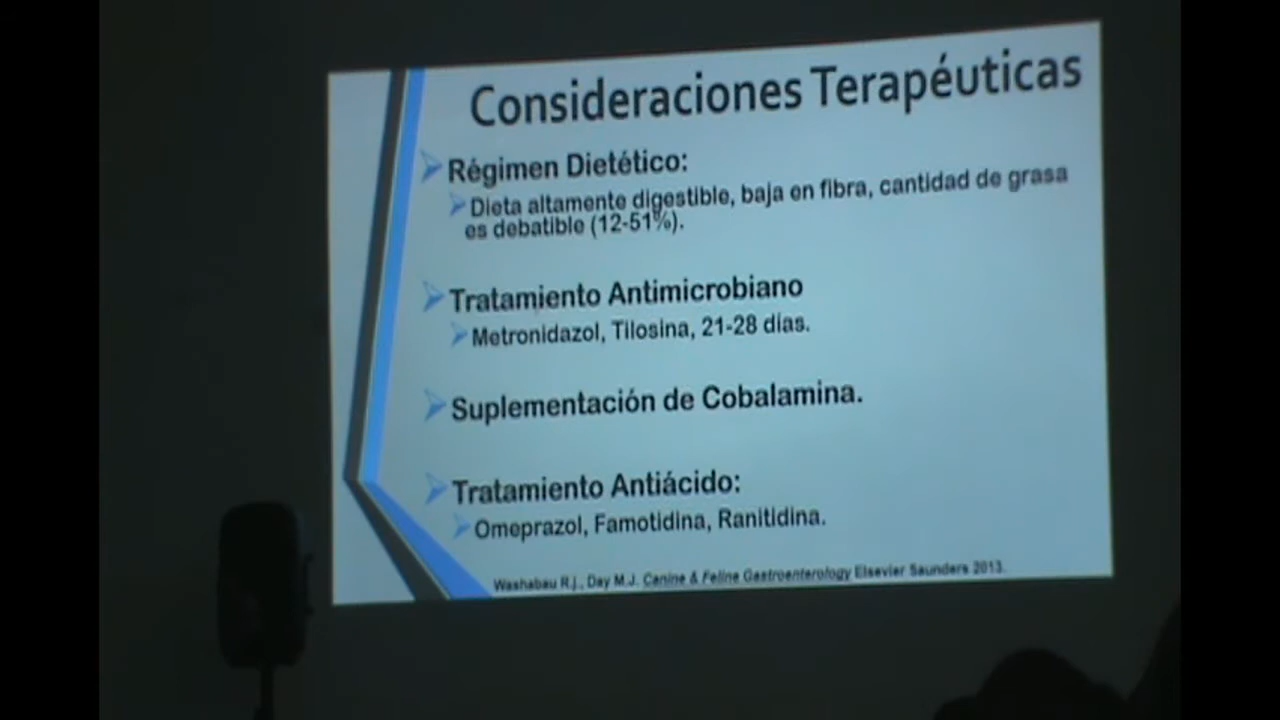 Consideraciones Terapéuticas
Régimen Dietético:
Dieta altamente digestible, baja en fibra, cantidad de grasa
es debatible (12-51%).
Tratamiento Antimicrobiano
Metronidazol, Tilosina, 21-28 días.
Suplementación de Cobalamina.
Tratamiento Antiácido:
Omeprazol, Famotidina, Ranitidina.
Washabau R.J., Day M.J. Canine & Feline Gastroenterology Elsevier Saunders 2013.